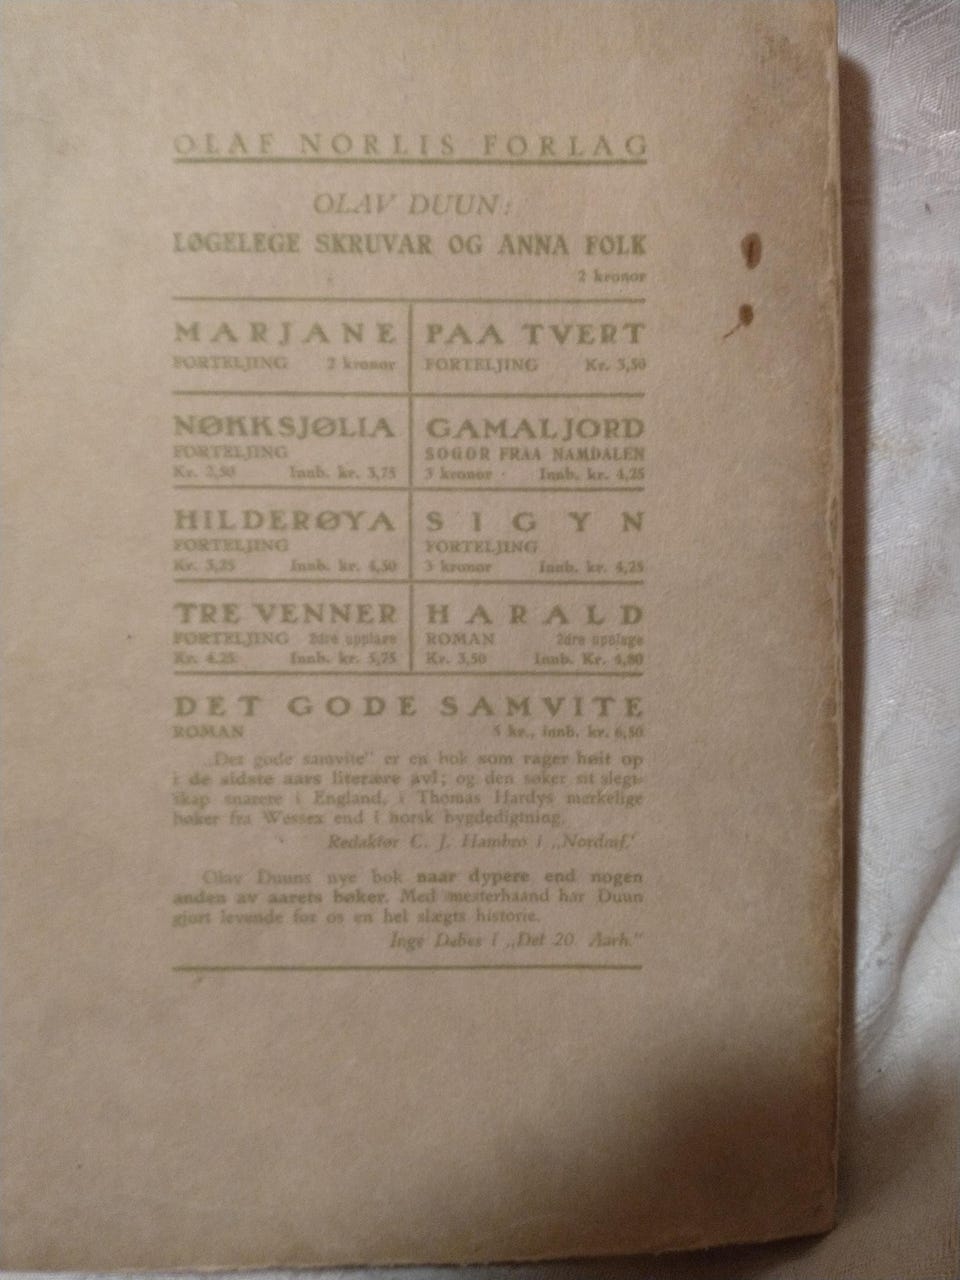 OLAF NORLIS FORLAG
OLAV DUUN:
LØGELEGE SKRUVAR OG ANNA FOLK
2 kronor
MARJANE
FORTELJING 2 kronor
PAA TVERT
FORTELJING Kr. 3,50
NØKKSJØLIA
FORTELJING
Kr. 2,50 Innb. kr. 3,75
GAMAL JORD
SOGOR FRAA NAMDALEN
3 kronor Innb. kr. 4,25
HILDERØYA
FORTELJING
Kr. 3,25 Innb. kr. 4,50
SIGYN
FORTELJING
3 kronor Innb. kr. 4,25
TRE VENNER
FORTELJING 2dre upplage
Kr. 4,25 Innb. kr. 5,75
HARALD
ROMAN 2dre upplage
Kr. 3,50 Innb. Kr. 4,80
DET GODE SAMVITE
ROMAN 5 kr., innb. kr. 6,50
„Det gode samvite" er en bok som rager høit op
i de sidste aars literære avl; og den søker sit slegt-
skap snarere i England, i Thomas Hardys merkelige
bøker fra Wessex end i norsk bygdedigtning.
Redaktør C. J. Hambro i „Nordmf."
Olav Duuns nye bok naar dypere end nogen
anden av aarets bøker. Med mesterhaand har Duun
gjort levende for os en hel slægts historie.
Inge Debes i „Det 20. Aarh."